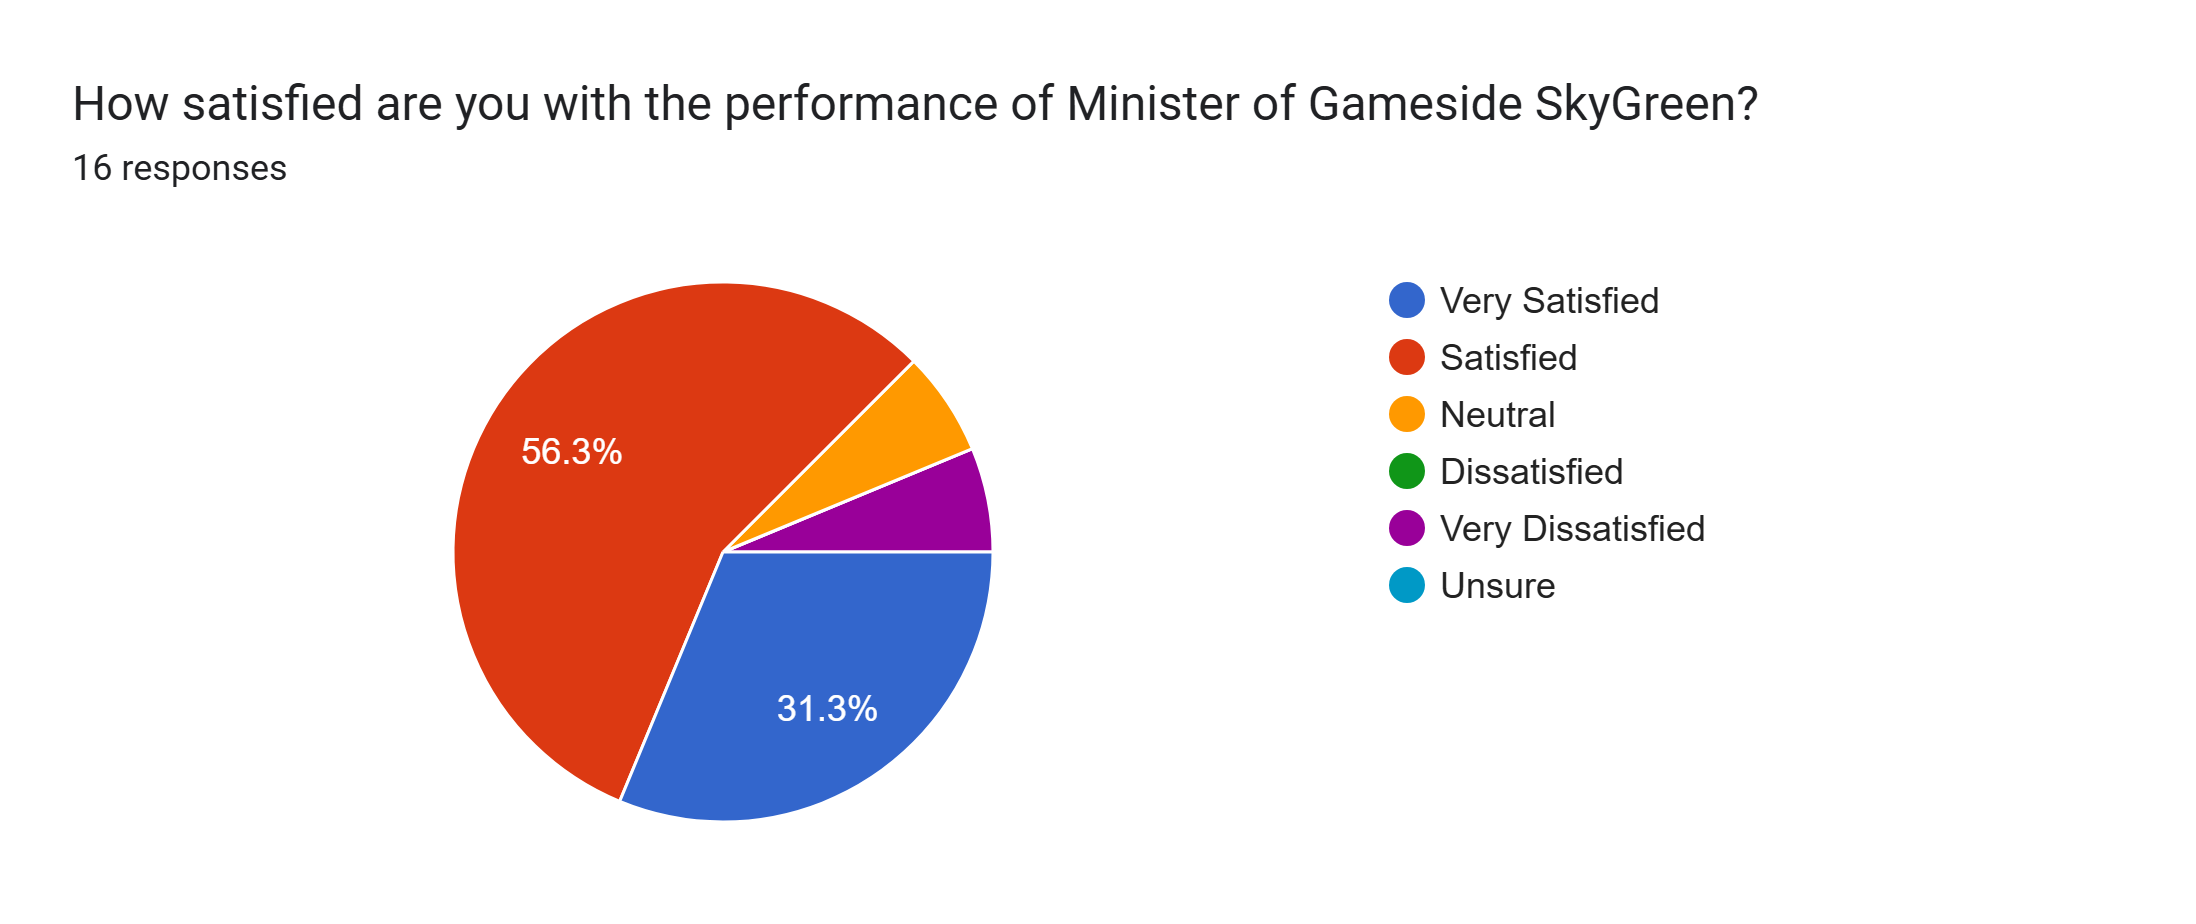 How satisfied are you with the performance of Minister of Gameside SkyGreen?
16 responses
56.3%
31.3%
Very Satisfied
Satisfied
Neutral
Dissatisfied
Very Dissatisfied
Unsure